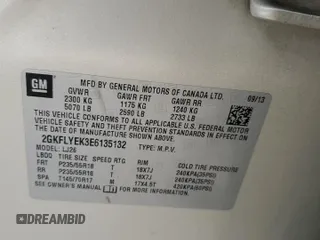 GM
MFD BY GENERAL MOTORS OF CANADA LTD.
GVWR GAWR FRT GAWR RR
2300 KG 1175 KG 1240 KG
5070 LB 2590 LB 2733 LB
09/13
THIS VEHICLE CONFORMS TO ALL APPLICABLE U.S. FEDERAL
MOTOR VEHICLE SAFETY AND THEFT PREVENTION STANDARDS
IN EFFECT ON THE DATE OF MANUFACTURE SHOWN ABOVE.
2GKFLYEK3E6135132 TYPE: M.P.V.
MODEL: LJ26
LBDQ TIRE SIZE SPEED RTG RIM COLD TIRE PRESSURE
FRT P235/55R18 T 18X7J 240KPA(35PSI)
RR P235/55R18 T 18X7J 240KPA(35PSI)
SPA T145/70R17 M 17X4.5T 420KPA(60PSI)
SEE OWNER'S MANUAL FOR
DREAMBID